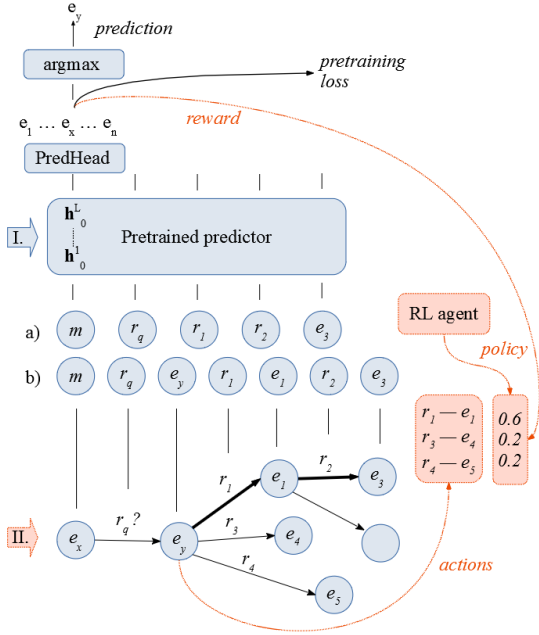 e_y
prediction
argmax
pretraining
loss
e_1 … e_x … e_n
reward
PredHead
I.
h^L_0
h^1_0
Pretrained predictor
RL agent
a) m r_q r_1 r_2 e_3
policy
b) m r_q e_y r_1 e_1 r_2 e_3
r_1 — e_1 0.6
r_3 — e_4 0.2
r_4 — e_5 0.2
r_1 e_1 r_2 e_3
II. e_x r_q ? e_y r_3 e_4
r_4 e_5
actions